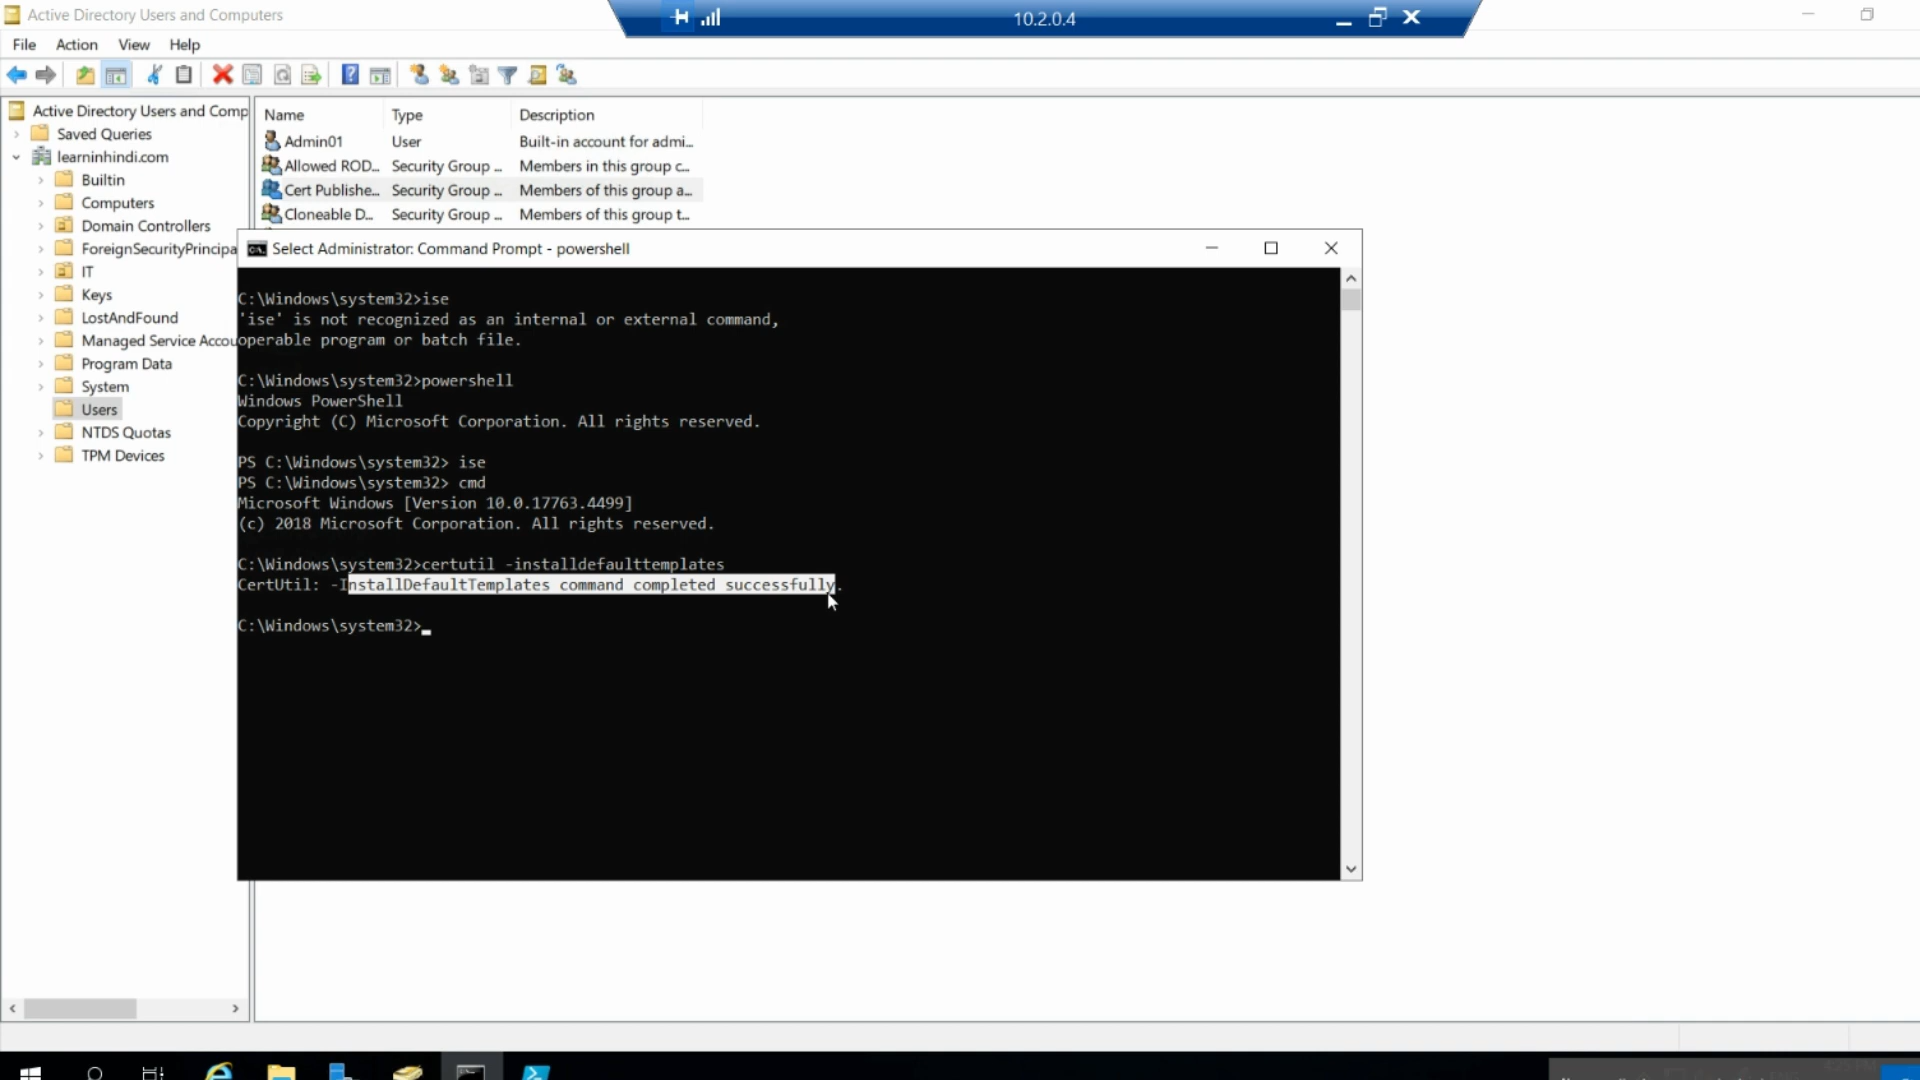 Active Directory Users and Computers
10.2.0.4
File Action View Help
Active Directory Users and Comp
Saved Queries
learninhindi.com
Builtin
Computers
Domain Controllers
ForeignSecurityPrincipa
IT
Keys
LostAndFound
Managed Service Accou
Program Data
System
Users
NTDS Quotas
TPM Devices
Name Type Description
Admin01 User Built-in account for admi...
Allowed ROD... Security Group ... Members in this group c...
Cert Publishe... Security Group ... Members of this group a...
Cloneable D... Security Group ... Members of this group t...
Select Administrator: Command Prompt - powershell
C:\Windows\system32>ise
'ise' is not recognized as an internal or external command,
operable program or batch file.
C:\Windows\system32>powershell
Windows PowerShell
Copyright (C) Microsoft Corporation. All rights reserved.
PS C:\Windows\system32> ise
PS C:\Windows\system32> cmd
Microsoft Windows [Version 10.0.17763.4499]
(c) 2018 Microsoft Corporation. All rights reserved.
C:\Windows\system32>certutil -installdefaulttemplates
CertUtil: -InstallDefaultTemplates command completed successfully.
C:\Windows\system32>